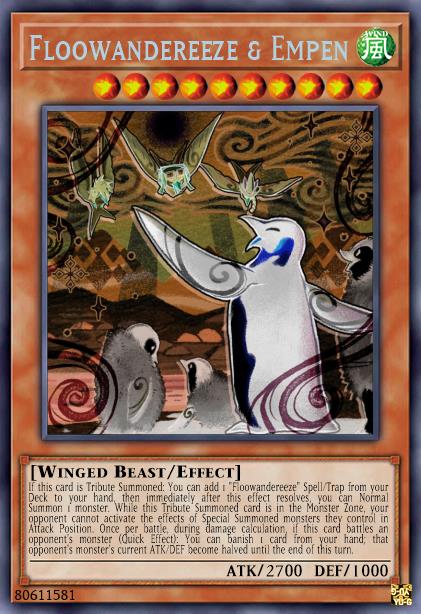 Floowandereeze & Empen
WIND
風
[Winged Beast/Effect]
If this card is Tribute Summoned: You can add 1 "Floowandereeze" Spell/Trap from your
Deck to your hand, then immediately after this effect resolves, you can Normal
Summon 1 monster. While this Tribute Summoned card is in the Monster Zone, your
opponent cannot activate the effects of Special Summoned monsters they control in
Attack Position. Once per battle, during damage calculation, if this card battles an
opponent's monster (Quick Effect): You can banish 1 card from your hand; that
opponent's monster's current ATK/DEF become halved until the end of this turn.
ATK/2700 DEF/1000
80611581